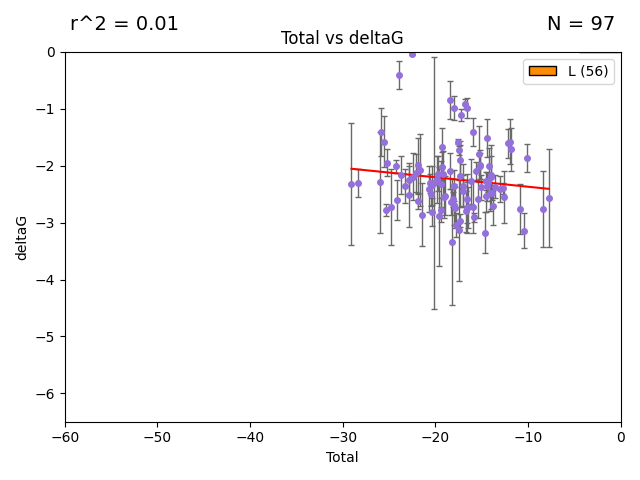 r^2 = 0.01
N = 97
Total vs deltaG
L (56)
0
−1
−2
−3
−4
−5
−6
deltaG
−60
−50
−40
−30
−20
−10
0
Total